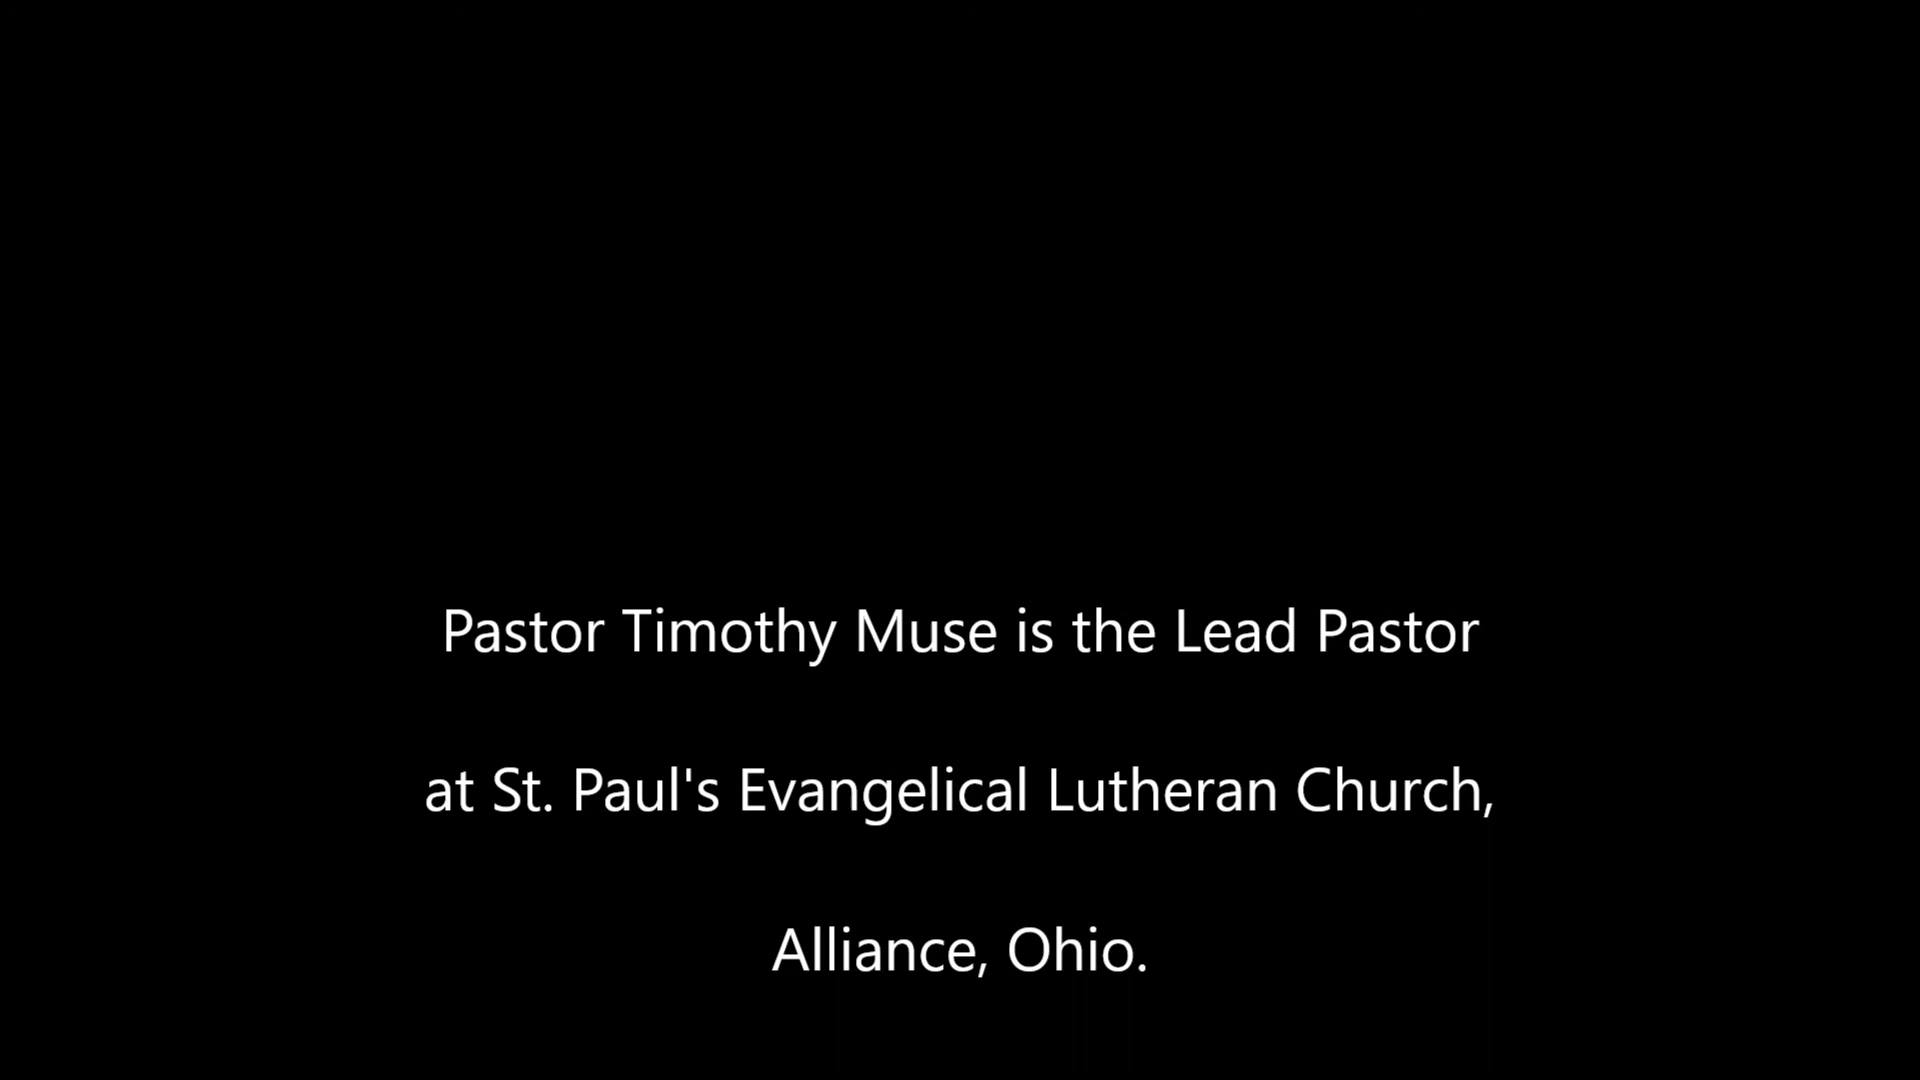 Pastor Timothy Muse is the Lead Pastor
at St. Paul's Evangelical Lutheran Church,
Alliance, Ohio.